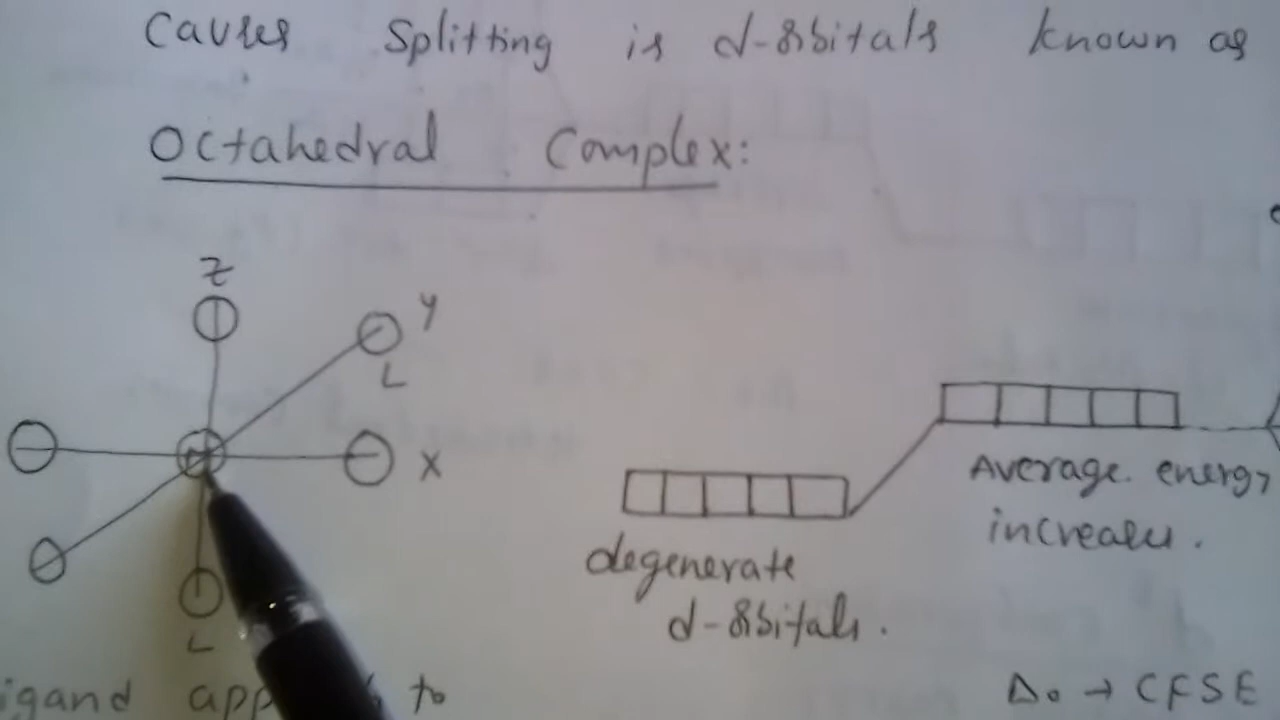 Causes Splitting is d-orbitals known as
Octahedral Complex:
Z
Y
L
X
L
degenerate
d-orbitals.
Average energy
increases.
igand to
Δo → CFSE